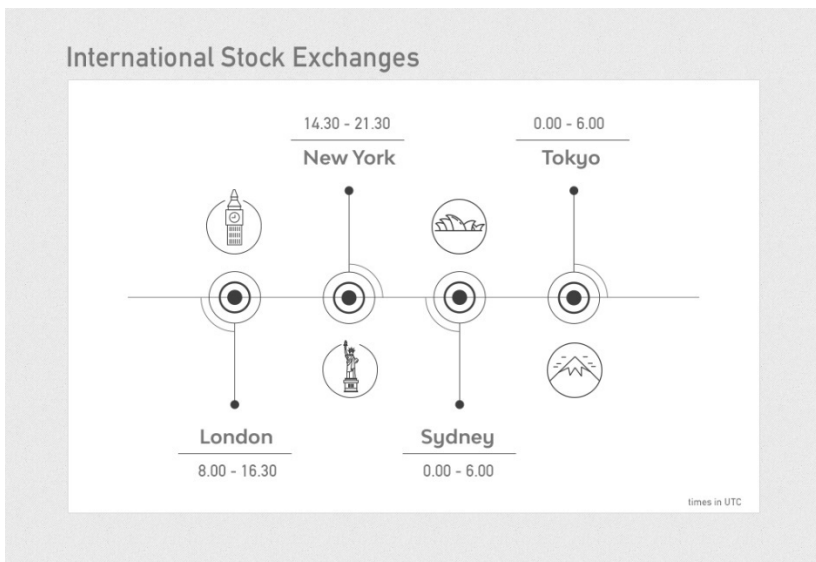 International Stock Exchanges
14.30 - 21.30
New York
0.00 - 6.00
Tokyo
London
8.00 - 16.30
Sydney
0.00 - 6.00
times in UTC